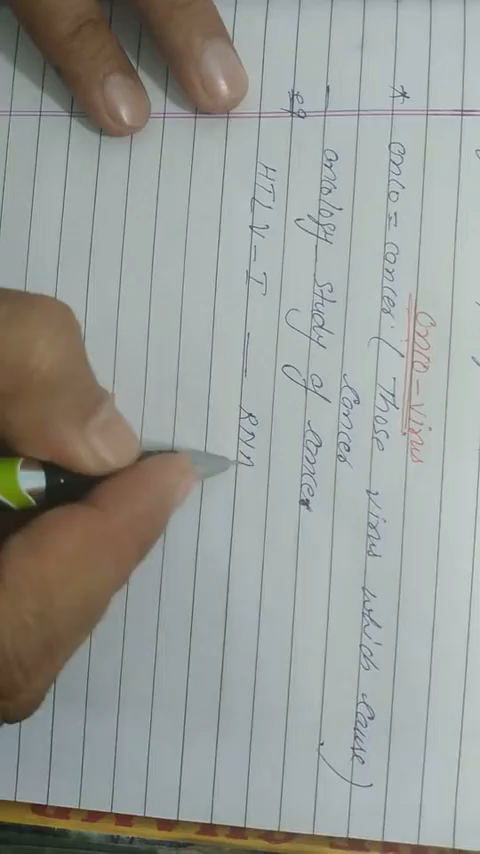 Onco-virus
* onco = cancer (Those virus which cause)
cancer
- oncology - study of cancer
eg HTLV-I — RNA